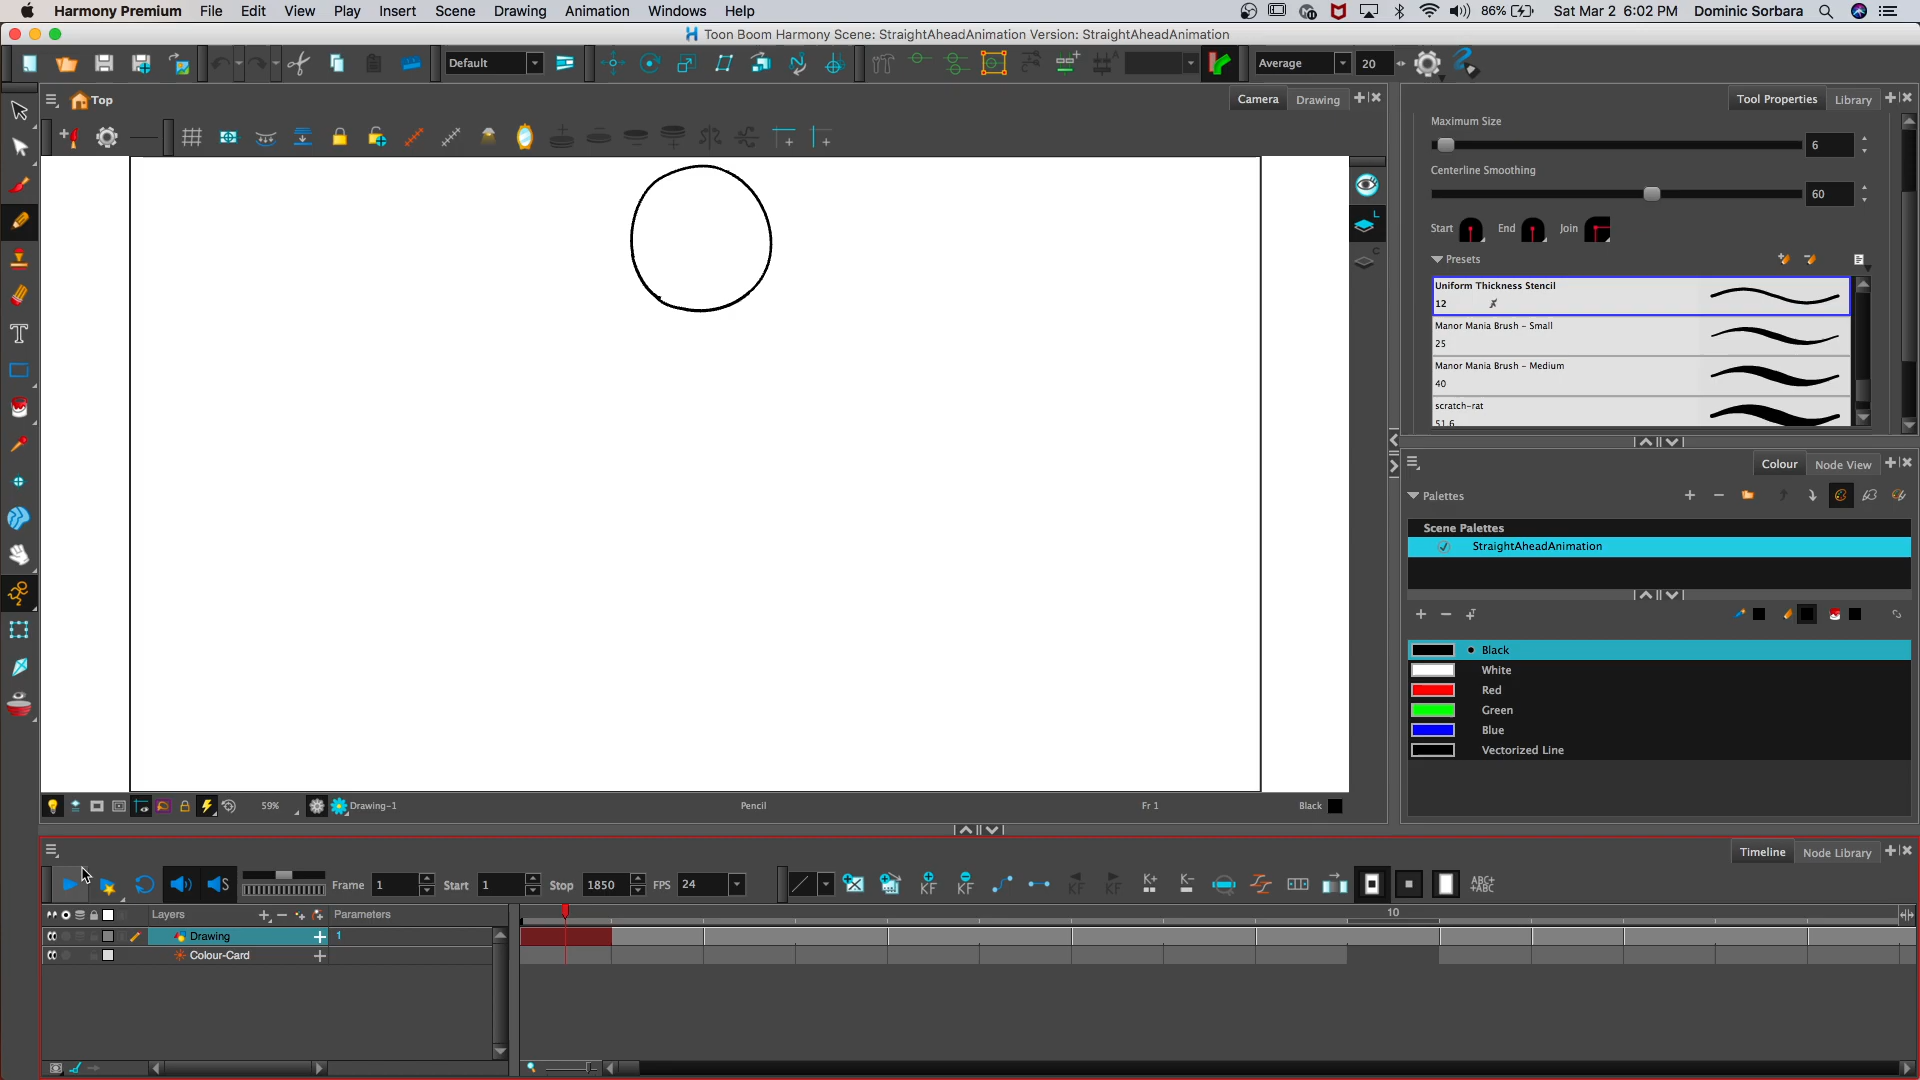 Harmony Premium File Edit View Play Insert Scene Drawing Animation Windows Help 86% Sat Mar 2 6:02 PM Dominic Sorbara
Toon Boom Harmony Scene: StraightAheadAnimation Version: StraightAheadAnimation
Default Average 20
Top Camera Drawing Tool Properties Library
Maximum Size
6
Centerline Smoothing
60
Start End Join
Presets
Uniform Thickness Stencil
12
Manor Mania Brush - Small
25
Manor Mania Brush - Medium
40
scratch-rat
51.6
Colour Node View
Palettes
Scene Palettes
StraightAheadAnimation
Black
White
Red
Green
Blue
Vectorized Line
59% Drawing-1 Pencil Fr 1 Black
Timeline Node Library
Frame 1 Start 1 Stop 1850 FPS 24
Layers Parameters 10
Drawing 1
Colour-Card